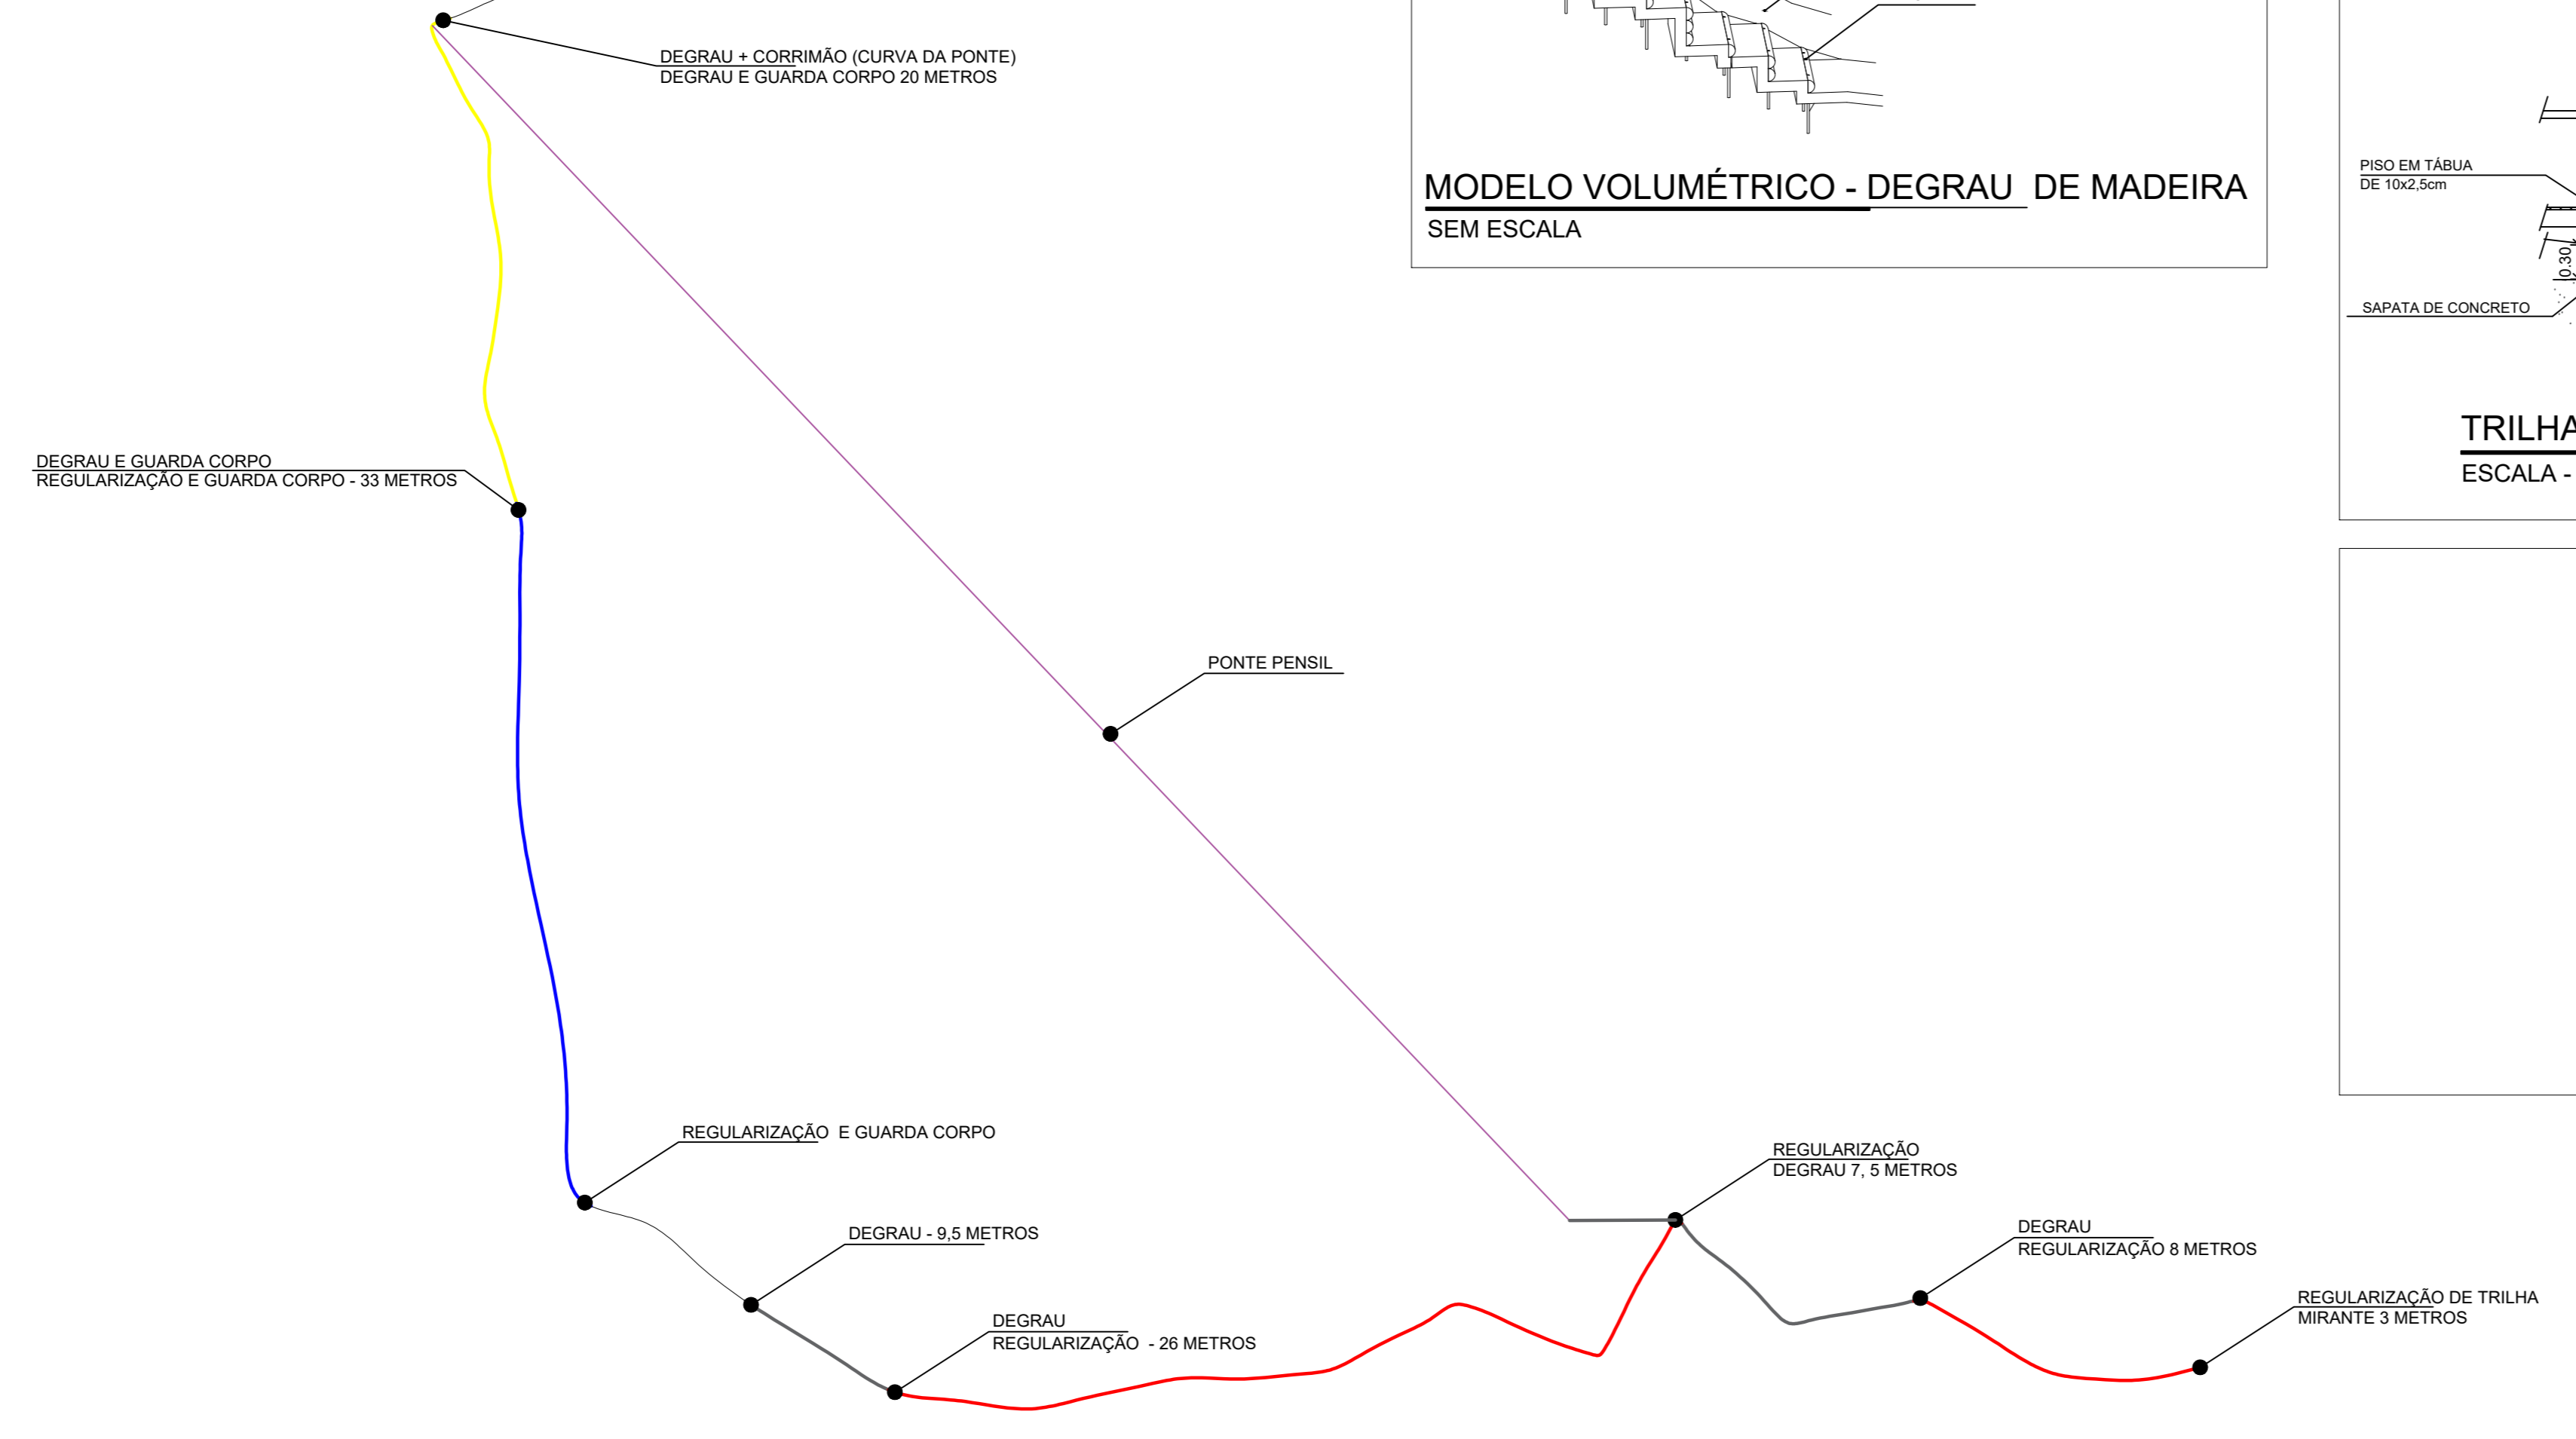 DEGRAU + CORRIMÃO (CURVA DA PONTE)
DEGRAU E GUARDA CORPO 20 METROS
MODELO VOLUMÉTRICO - DEGRAU DE MADEIRA
SEM ESCALA
PISO EM TÁBUA
DE 10x2,5cm
0.30
SAPATA DE CONCRETO
TRILHA
ESCALA -
DEGRAU E GUARDA CORPO
REGULARIZAÇÃO E GUARDA CORPO - 33 METROS
PONTE PENSIL
REGULARIZAÇÃO E GUARDA CORPO
REGULARIZAÇÃO
DEGRAU 7, 5 METROS
DEGRAU - 9,5 METROS
DEGRAU
REGULARIZAÇÃO 8 METROS
DEGRAU
REGULARIZAÇÃO - 26 METROS
REGULARIZAÇÃO DE TRILHA
MIRANTE 3 METROS